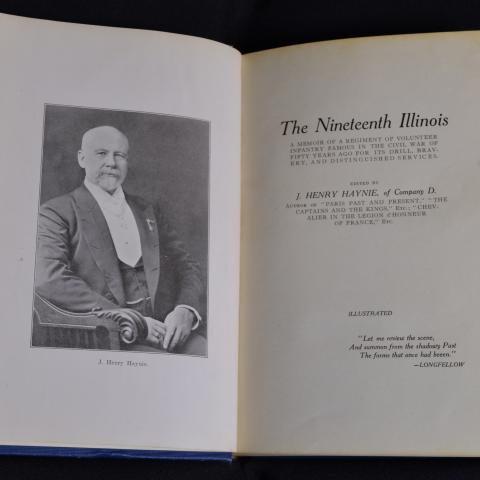 J. Henry Haynie.
The Nineteenth Illinois
A MEMOIR OF A REGIMENT OF VOLUNTEER
INFANTRY FAMOUS IN THE CIVIL WAR OF
FIFTY YEARS AGO FOR ITS DRILL, BRAV-
ERY, AND DISTINGUISHED SERVICES.
EDITED BY
J. HENRY HAYNIE, of Company D.
AUTHOR OF "PARIS PAST AND PRESENT," "THE
CAPTAINS AND THE KINGS," ETC.; "CHEV-
ALIER IN THE LEGION d'HONNEUR
OF FRANCE," ETC.
ILLUSTRATED
"Let me review the scene,
And summon from the shadowy Past
The forms that once had beeen."
—LONGFELLOW